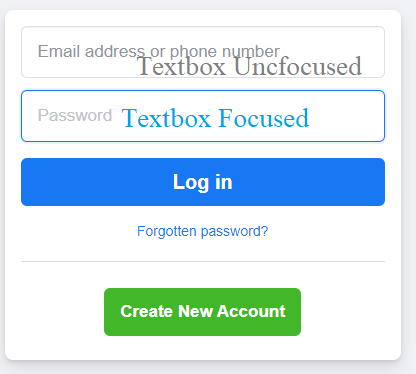 Email address or phone number
Textbox Uncfocused
Password Textbox Focused
Log in
Forgotten password?
Create New Account